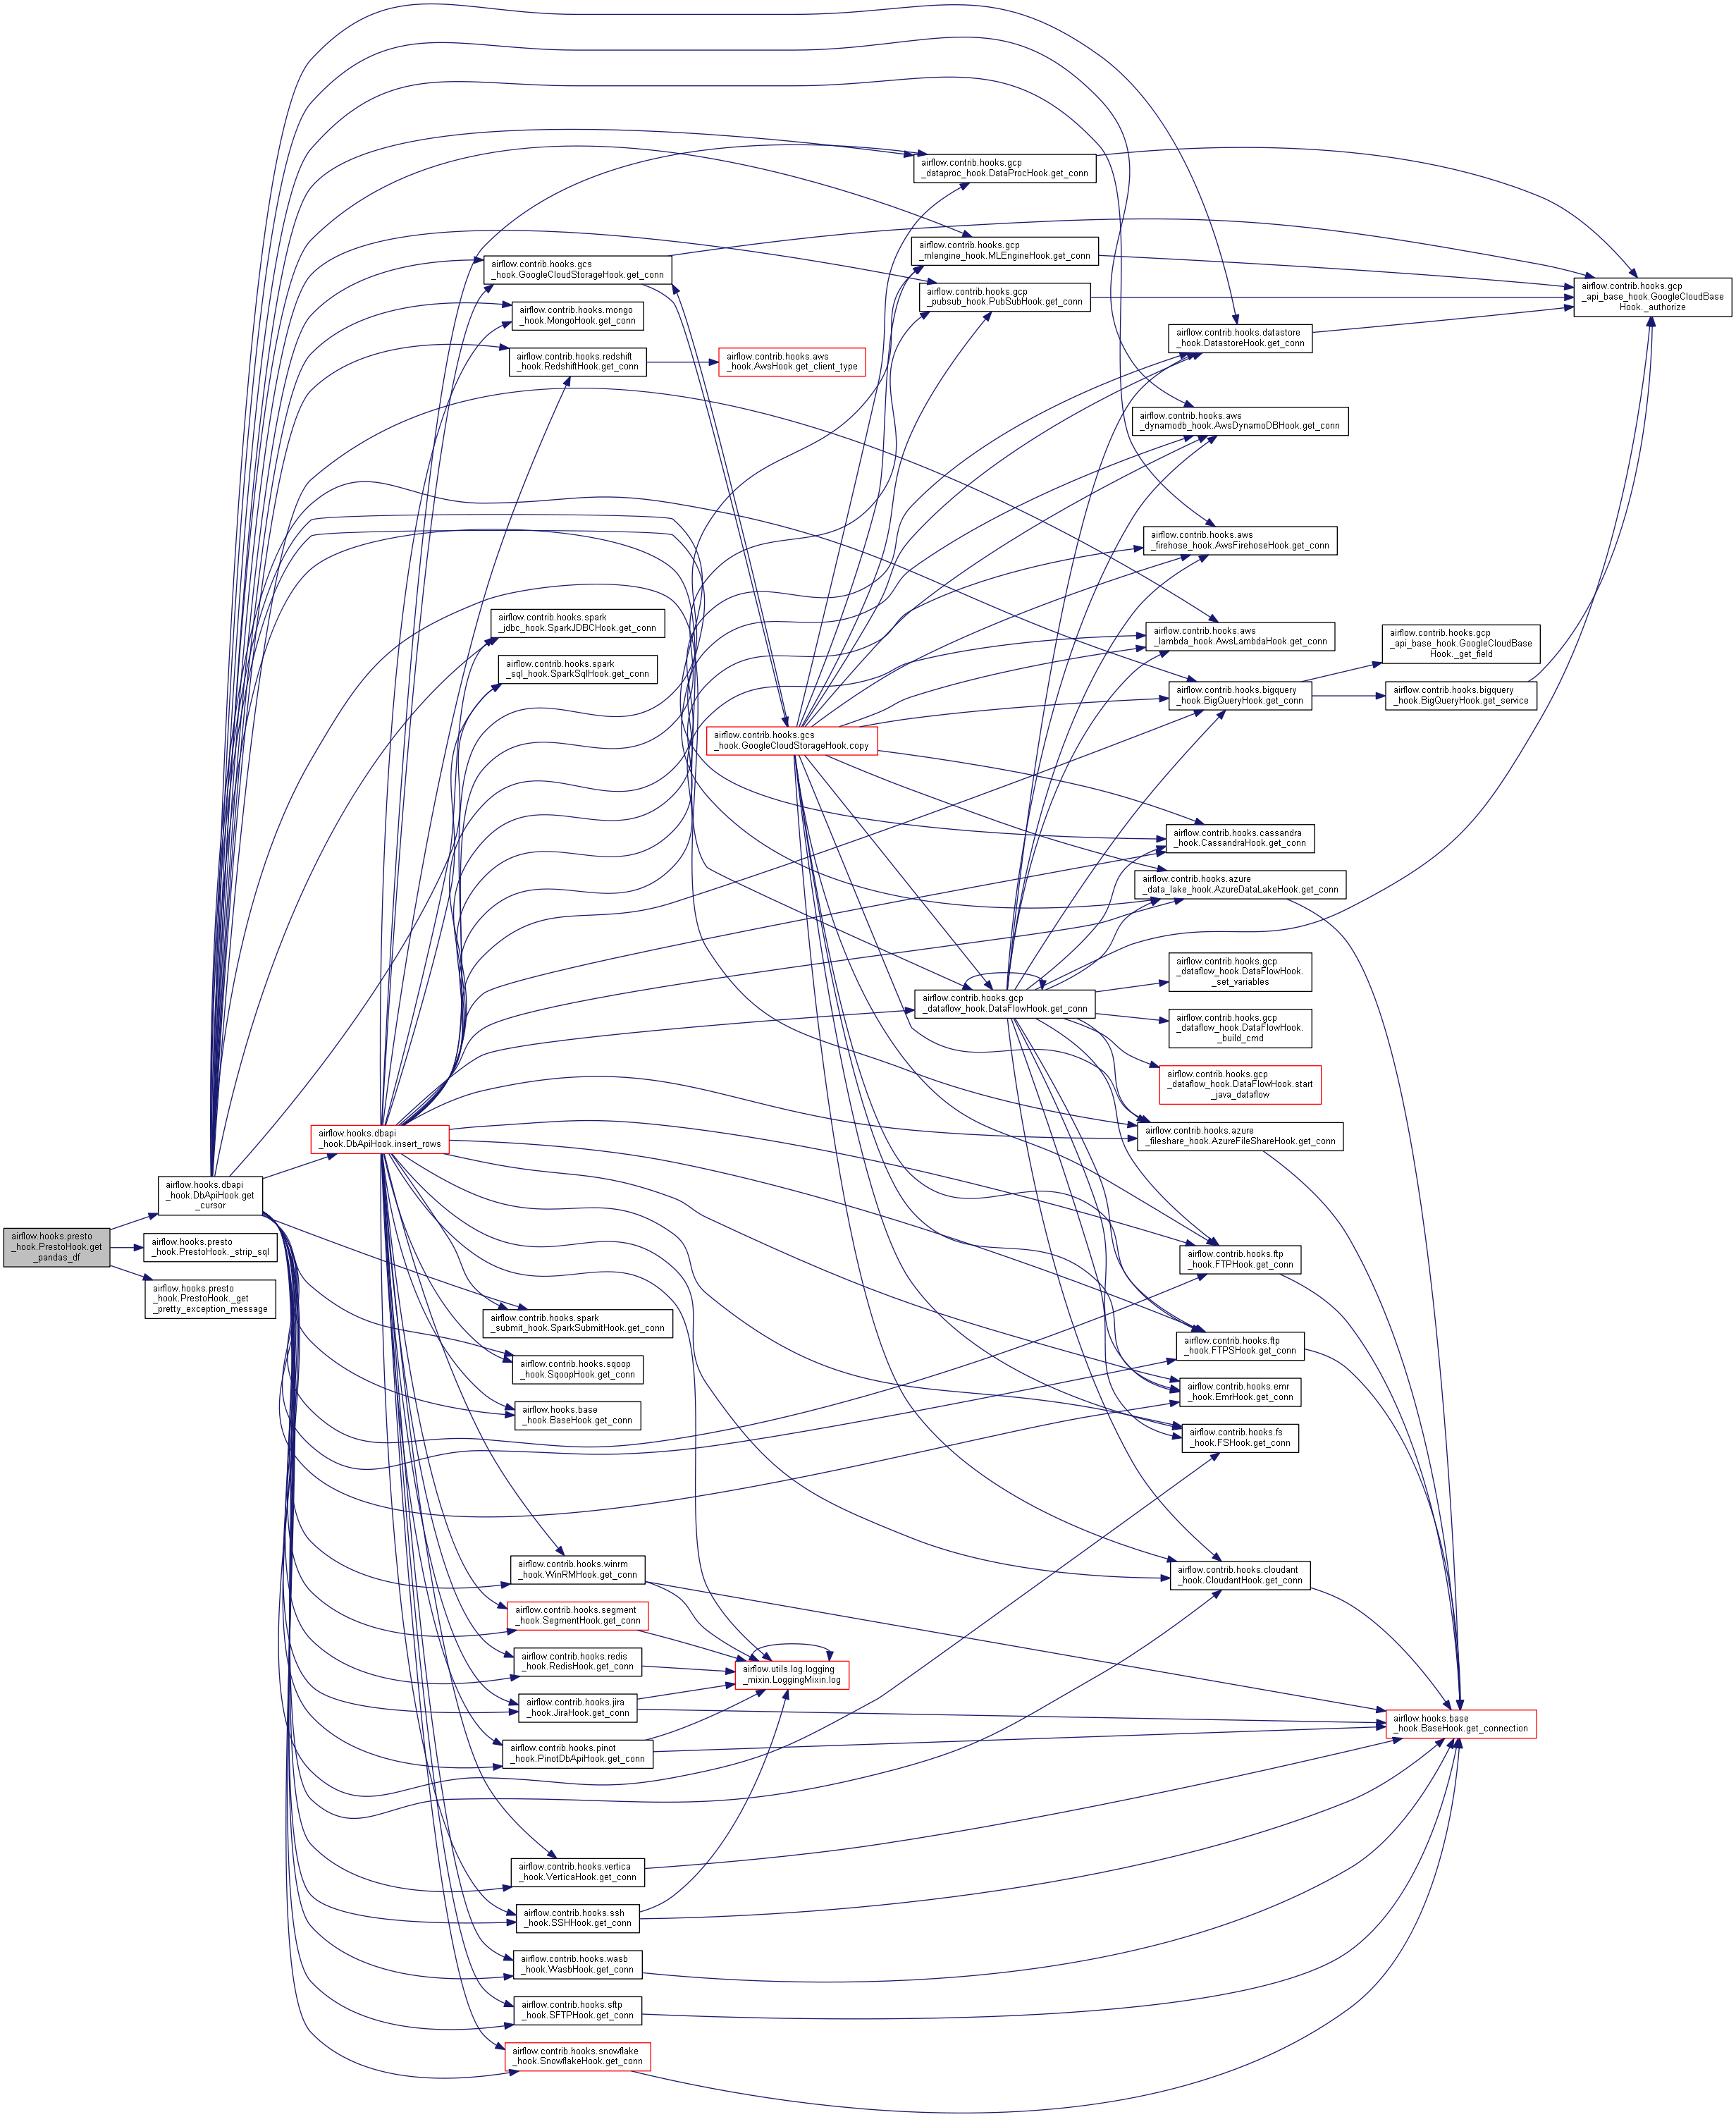 airflow.hooks.presto
_hook.PrestoHook.get
_pandas_df
airflow.hooks.dbapi
_hook.DbApiHook.get
_cursor
airflow.hooks.presto
_hook.PrestoHook._strip_sql
airflow.hooks.presto
_hook.PrestoHook._get
_pretty_exception_message
airflow.hooks.dbapi
_hook.DbApiHook.insert_rows
airflow.contrib.hooks.gcs
_hook.GoogleCloudStorageHook.get_conn
airflow.contrib.hooks.mongo
_hook.MongoHook.get_conn
airflow.contrib.hooks.redshift
_hook.RedshiftHook.get_conn
airflow.contrib.hooks.spark
_jdbc_hook.SparkJDBCHook.get_conn
airflow.contrib.hooks.spark
_sql_hook.SparkSqlHook.get_conn
airflow.contrib.hooks.spark
_submit_hook.SparkSubmitHook.get_conn
airflow.contrib.hooks.sqoop
_hook.SqoopHook.get_conn
airflow.hooks.base
_hook.BaseHook.get_conn
airflow.contrib.hooks.winrm
_hook.WinRMHook.get_conn
airflow.contrib.hooks.segment
_hook.SegmentHook.get_conn
airflow.contrib.hooks.redis
_hook.RedisHook.get_conn
airflow.contrib.hooks.jira
_hook.JiraHook.get_conn
airflow.contrib.hooks.pinot
_hook.PinotDbApiHook.get_conn
airflow.contrib.hooks.vertica
_hook.VerticaHook.get_conn
airflow.contrib.hooks.ssh
_hook.SSHHook.get_conn
airflow.contrib.hooks.wasb
_hook.WasbHook.get_conn
airflow.contrib.hooks.sftp
_hook.SFTPHook.get_conn
airflow.contrib.hooks.snowflake
_hook.SnowflakeHook.get_conn
airflow.contrib.hooks.aws
_hook.AwsHook.get_client_type
airflow.contrib.hooks.gcs
_hook.GoogleCloudStorageHook.copy
airflow.utils.log.logging
_mixin.LoggingMixin.log
airflow.contrib.hooks.gcp
_dataproc_hook.DataProcHook.get_conn
airflow.contrib.hooks.gcp
_mlengine_hook.MLEngineHook.get_conn
airflow.contrib.hooks.gcp
_pubsub_hook.PubSubHook.get_conn
airflow.contrib.hooks.gcp
_dataflow_hook.DataFlowHook.get_conn
airflow.contrib.hooks.datastore
_hook.DatastoreHook.get_conn
airflow.contrib.hooks.aws
_dynamodb_hook.AwsDynamoDBHook.get_conn
airflow.contrib.hooks.aws
_firehose_hook.AwsFirehoseHook.get_conn
airflow.contrib.hooks.aws
_lambda_hook.AwsLambdaHook.get_conn
airflow.contrib.hooks.bigquery
_hook.BigQueryHook.get_conn
airflow.contrib.hooks.cassandra
_hook.CassandraHook.get_conn
airflow.contrib.hooks.azure
_data_lake_hook.AzureDataLakeHook.get_conn
airflow.contrib.hooks.gcp
_dataflow_hook.DataFlowHook.
_set_variables
airflow.contrib.hooks.gcp
_dataflow_hook.DataFlowHook.
_build_cmd
airflow.contrib.hooks.gcp
_dataflow_hook.DataFlowHook.start
_java_dataflow
airflow.contrib.hooks.azure
_fileshare_hook.AzureFileShareHook.get_conn
airflow.contrib.hooks.ftp
_hook.FTPHook.get_conn
airflow.contrib.hooks.ftp
_hook.FTPSHook.get_conn
airflow.contrib.hooks.emr
_hook.EmrHook.get_conn
airflow.contrib.hooks.fs
_hook.FSHook.get_conn
airflow.contrib.hooks.cloudant
_hook.CloudantHook.get_conn
airflow.contrib.hooks.gcp
_api_base_hook.GoogleCloudBase
Hook._get_field
airflow.contrib.hooks.bigquery
_hook.BigQueryHook.get_service
airflow.hooks.base
_hook.BaseHook.get_connection
airflow.contrib.hooks.gcp
_api_base_hook.GoogleCloudBase
Hook._authorize